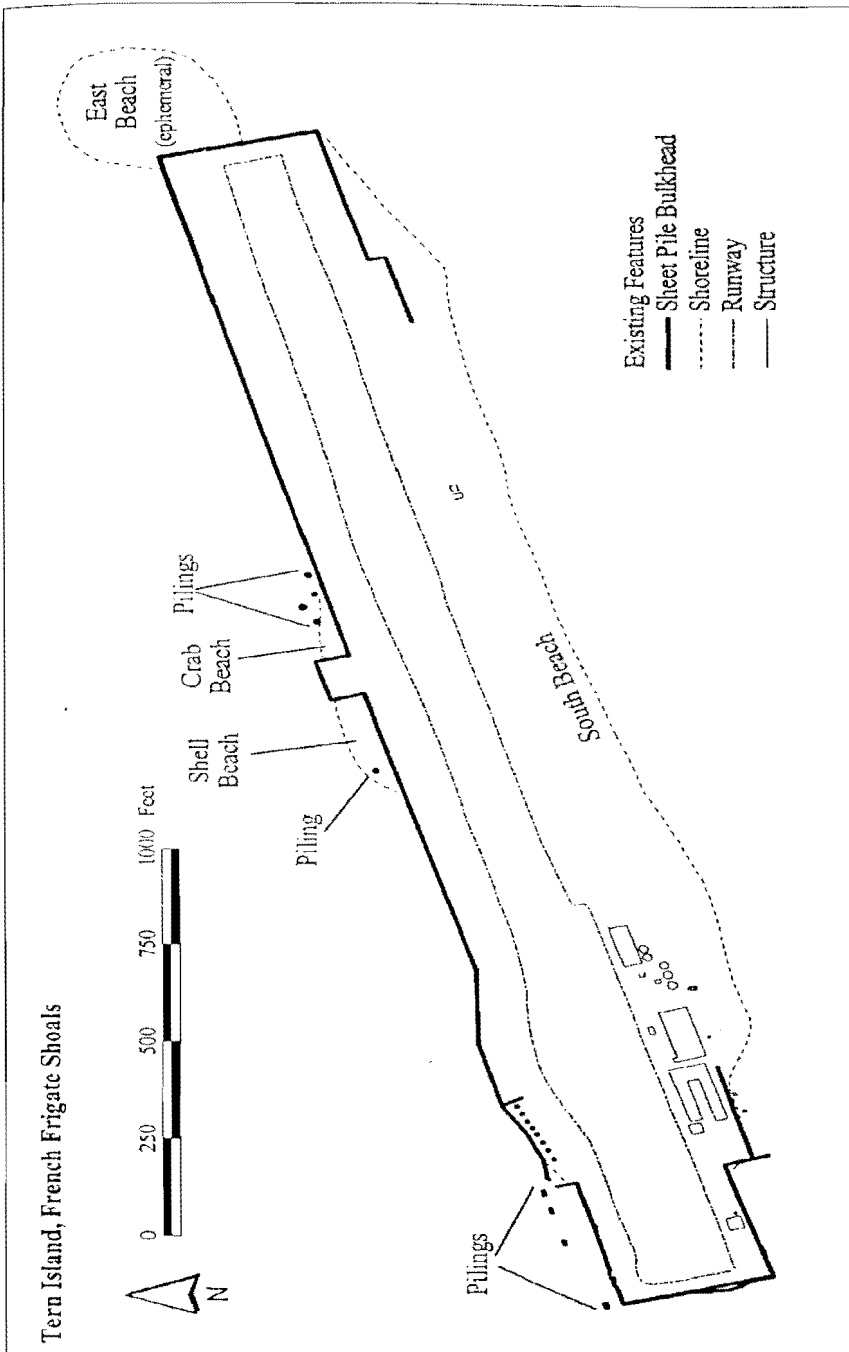 Tern Island, French Frigate Shoals
N
0 250 500 750 1000 Feet
East
Beach
(ephemeral)
Pilings
Crab
Beach
Shell
Beach
Piling
Pilings
South Beach
Existing Features
Sheet Pile Bulkhead
Shoreline
Runway
Structure